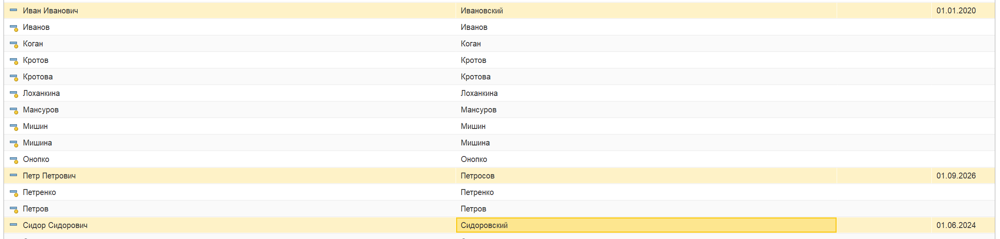 Иван Иванович Ивановский 01.01.2020
Иванов Иванов
Коган Коган
Кротов Кротов
Кротова Кротова
Лоханкина Лоханкина
Мансуров Мансуров
Мишин Мишин
Мишина Мишина
Онопко Онопко
Петр Петрович Петросов 01.09.2026
Петренко Петренко
Петров Петров
Сидор Сидорович Сидоровский 01.06.2024